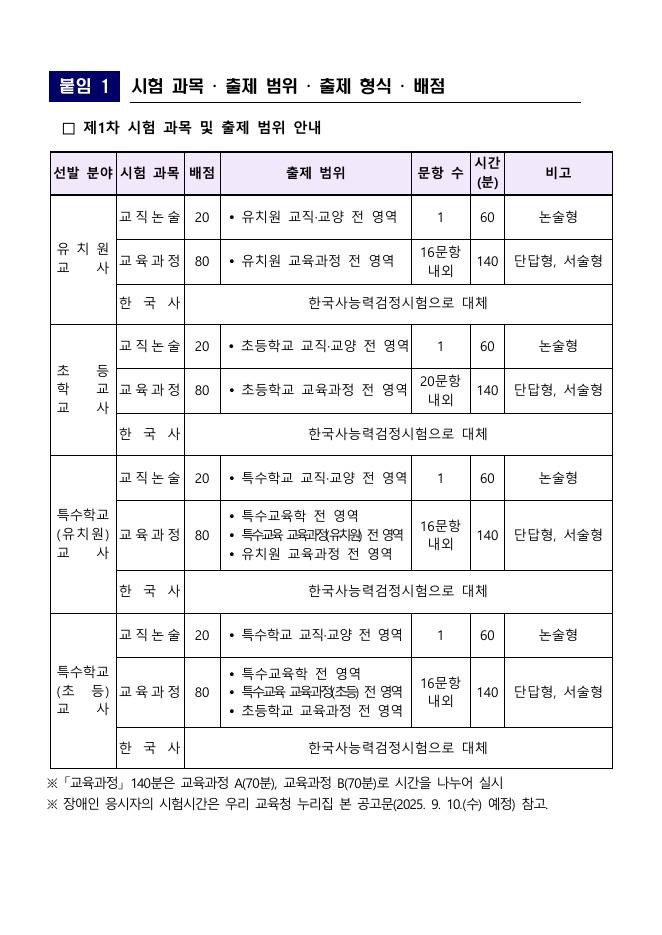 붙임 1 시험 과목 · 출제 범위 · 출제 형식 · 배점
□ 제1차 시험 과목 및 출제 범위 안내
선발 분야 시험 과목 배점 출제 범위 문항 수 시간(분) 비고
유치원 교사
교직논술 20 • 유치원 교직·교양 전 영역 1 60 논술형
교육과정 80 • 유치원 교육과정 전 영역 16문항 내외 140 단답형, 서술형
한국사 한국사능력검정시험으로 대체
초등학교 교사
교직논술 20 • 초등학교 교직·교양 전 영역 1 60 논술형
교육과정 80 • 초등학교 교육과정 전 영역 20문항 내외 140 단답형, 서술형
한국사 한국사능력검정시험으로 대체
특수학교(유치원) 교사
교직논술 20 • 특수학교 교직·교양 전 영역 1 60 논술형
교육과정 80 • 특수교육학 전 영역
• 특수교육 교육과정(유치원) 전 영역
• 유치원 교육과정 전 영역
16문항 내외 140 단답형, 서술형
한국사 한국사능력검정시험으로 대체
특수학교(초등) 교사
교직논술 20 • 특수학교 교직·교양 전 영역 1 60 논술형
교육과정 80 • 특수교육학 전 영역
• 특수교육 교육과정(초등) 전 영역
• 초등학교 교육과정 전 영역
16문항 내외 140 단답형, 서술형
한국사 한국사능력검정시험으로 대체
※「교육과정」140분은 교육과정 A(70분), 교육과정 B(70분)로 시간을 나누어 실시
※ 장애인 응시자의 시험시간은 우리 교육청 누리집 본 공고문(2025. 9. 10.(수) 예정) 참고.